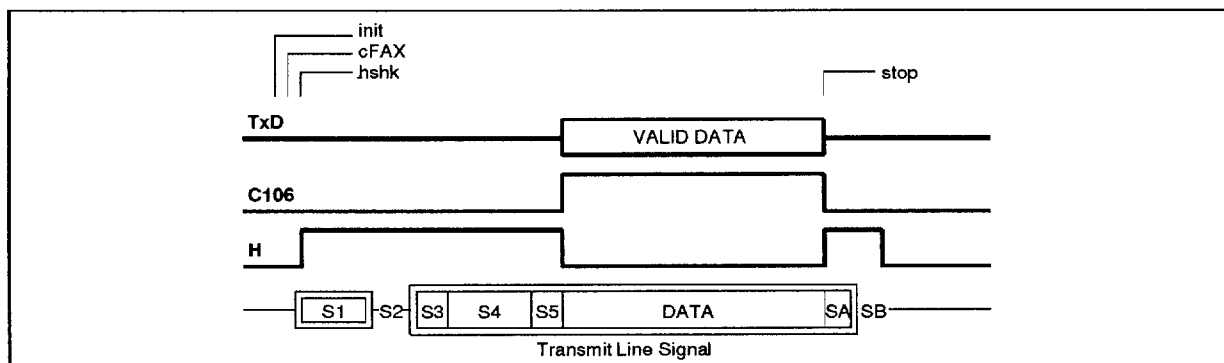 init
cFAX
hshk
stop
TxD
VALID DATA
C106
H
S1 S2 S3 S4 S5 DATA SA SB
Transmit Line Signal